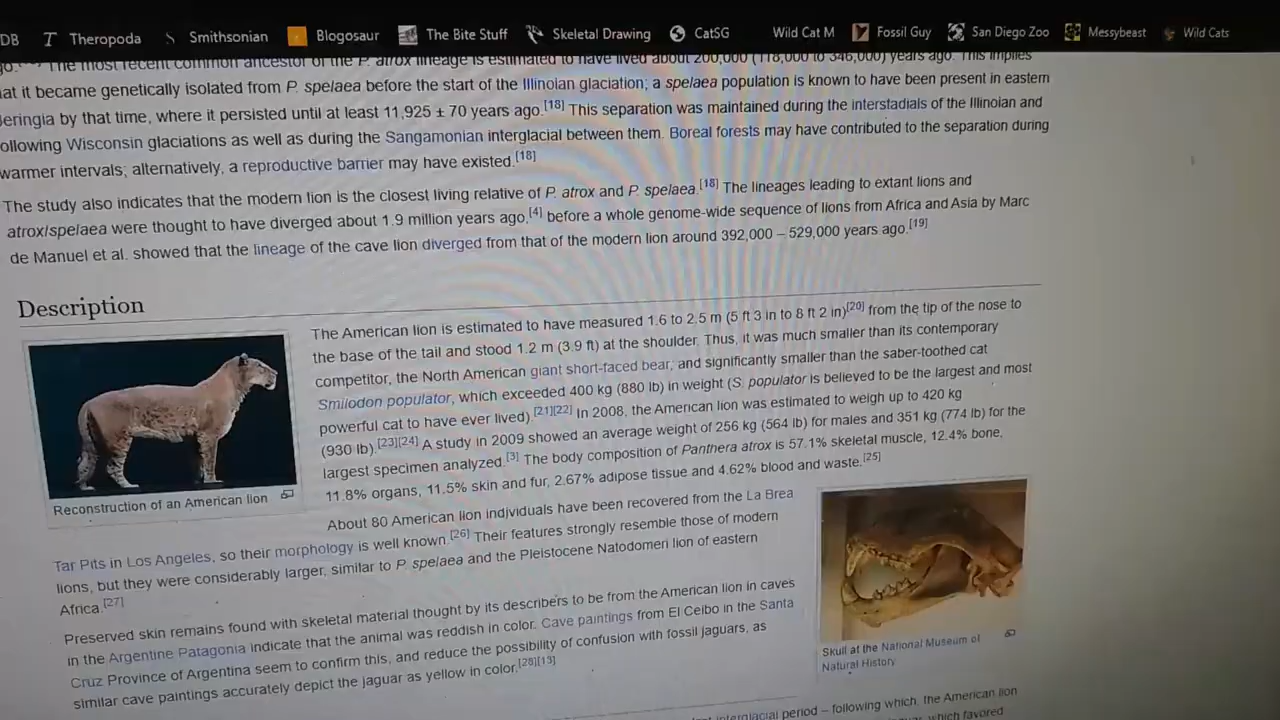 DB Theropoda Smithsonian Blogosaur The Bite Stuff Skeletal Drawing CatSG Wild Cat M Fossil Guy San Diego Zoo Messybeast Wild Cats
The most recent common ancestor of the P. atrox lineage is estimated to have lived about 200,000 (118,000 to 346,000) years ago. This implies
at it became genetically isolated from P. spelaea before the start of the Illinoian glaciation; a spelaea population is known to have been present in eastern
Beringia by that time, where it persisted until at least 11,925 ± 70 years ago.[18] This separation was maintained during the interstadials of the Illinoian and
ollowing Wisconsin glaciations as well as during the Sangamonian interglacial between them. Boreal forests may have contributed to the separation during
warmer intervals; alternatively, a reproductive barrier may have existed.[18]
The study also indicates that the modern lion is the closest living relative of P. atrox and P. spelaea.[18] The lineages leading to extant lions and
atrox/spelaea were thought to have diverged about 1.9 million years ago,[4] before a whole genome-wide sequence of lions from Africa and Asia by Marc
de Manuel et al. showed that the lineage of the cave lion diverged from that of the modern lion around 392,000 – 529,000 years ago.[19]
Description
The American lion is estimated to have measured 1.6 to 2.5 m (5 ft 3 in to 8 ft 2 in)[20] from the tip of the nose to
the base of the tail and stood 1.2 m (3.9 ft) at the shoulder. Thus, it was much smaller than its contemporary
competitor, the North American giant short-faced bear, and significantly smaller than the saber-toothed cat
Smilodon populator, which exceeded 400 kg (880 lb) in weight (S. populator is believed to be the largest and most
powerful cat to have ever lived).[21][22] In 2008, the American lion was estimated to weigh up to 420 kg
(930 lb).[23][24] A study in 2009 showed an average weight of 256 kg (564 lb) for males and 351 kg (774 lb) for the
largest specimen analyzed.[3] The body composition of Panthera atrox is 57.1% skeletal muscle, 12.4% bone,
11.8% organs, 11.5% skin and fur, 2.67% adipose tissue and 4.62% blood and waste.[25]
Reconstruction of an American lion
About 80 American lion individuals have been recovered from the La Brea
Tar Pits in Los Angeles, so their morphology is well known.[26] Their features strongly resemble those of modern
lions, but they were considerably larger, similar to P. spelaea and the Pleistocene Natodomeri lion of eastern
Africa.[27]
Preserved skin remains found with skeletal material thought by its describers to be from the American lion in caves
in the Argentine Patagonia indicate that the animal was reddish in color. Cave paintings from El Ceibo in the Santa
Cruz Province of Argentina seem to confirm this, and reduce the possibility of confusion with fossil jaguars, as
similar cave paintings accurately depict the jaguar as yellow in color.[28][13]
Skull at the National Museum of
Natural History
interglacial period – following which, the American lion
which favored